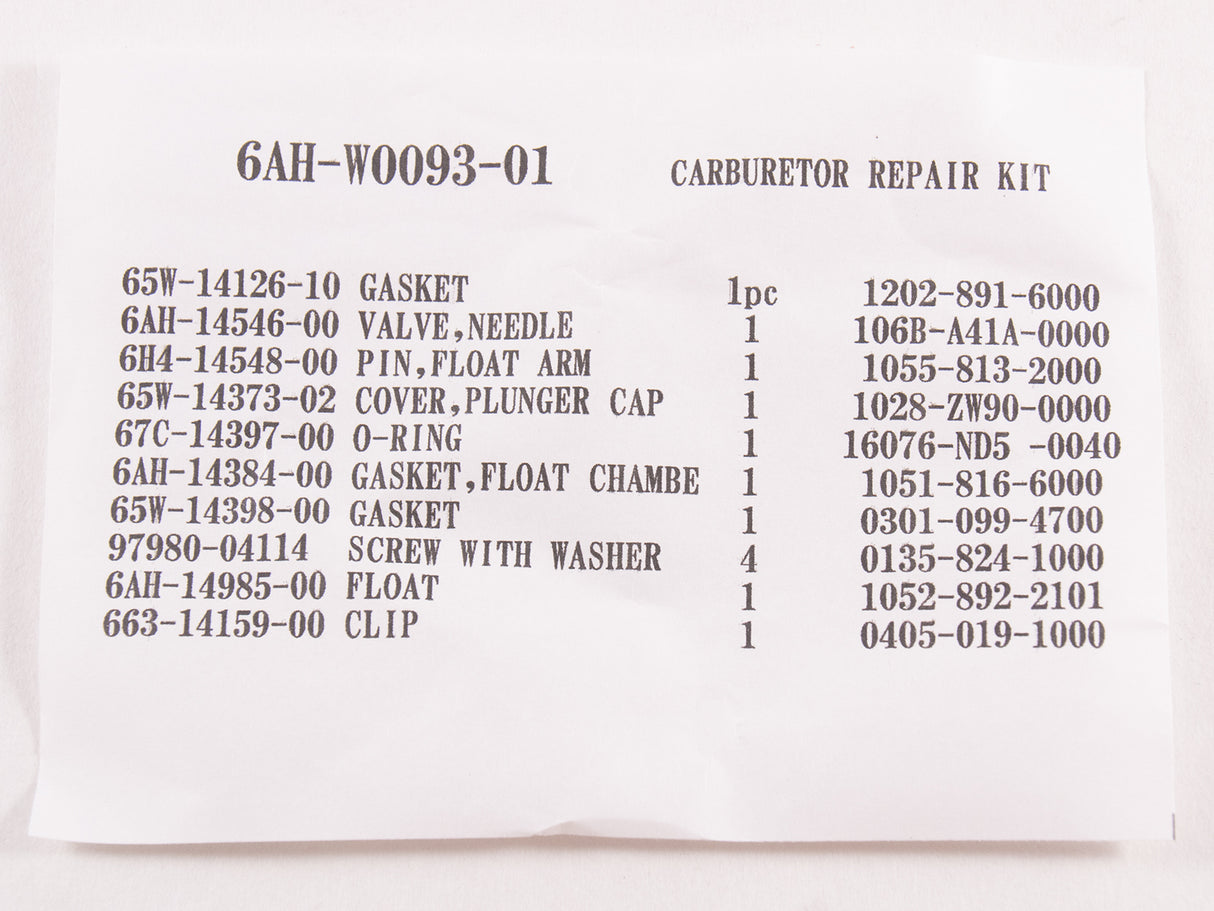 6AH-W0093-01 CARBURETOR REPAIR KIT
65W-14126-10 GASKET 1pc 1202-891-6000
6AH-14546-00 VALVE,NEEDLE 1 106B-A41A-0000
6H4-14548-00 PIN,FLOAT ARM 1 1055-813-2000
65W-14373-02 COVER,PLUNGER CAP 1 1028-ZW90-0000
67C-14397-00 O-RING 1 16076-ND5 -0040
6AH-14384-00 GASKET,FLOAT CHAMBE 1 1051-816-6000
65W-14398-00 GASKET 1 0301-099-4700
97980-04114 SCREW WITH WASHER 4 0135-824-1000
6AH-14985-00 FLOAT 1 1052-892-2101
663-14159-00 CLIP 1 0405-019-1000